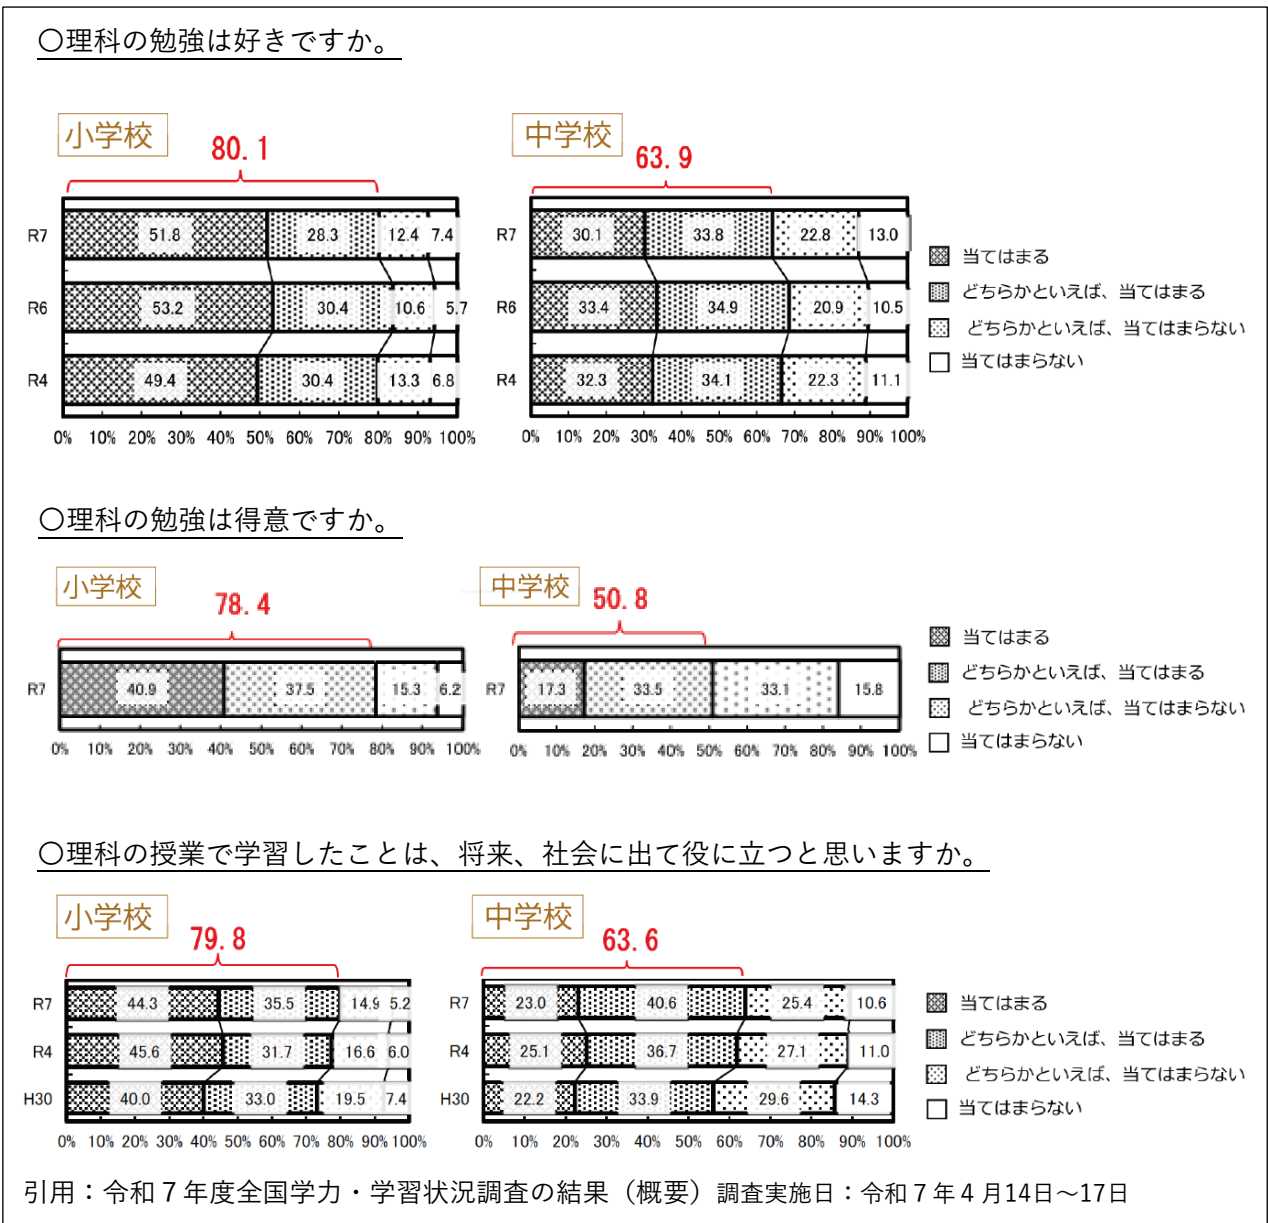 〇理科の勉強は好きですか。
小学校
80.1
R7 51.8 28.3 12.4 7.4
R6 53.2 30.4 10.6 5.7
R4 49.4 30.4 13.3 6.8
0% 10% 20% 30% 40% 50% 60% 70% 80% 90% 100%
中学校
63.9
R7 30.1 33.8 22.8 13.0
R6 33.4 34.9 20.9 10.5
R4 32.3 34.1 22.3 11.1
0% 10% 20% 30% 40% 50% 60% 70% 80% 90% 100%
当てはまる
どちらかといえば、当てはまる
どちらかといえば、当てはまらない
当てはまらない
〇理科の勉強は得意ですか。
小学校
78.4
R7 40.9 37.5 15.3 6.2
0% 10% 20% 30% 40% 50% 60% 70% 80% 90% 100%
中学校
50.8
R7 17.3 33.5 33.1 15.8
0% 10% 20% 30% 40% 50% 60% 70% 80% 90% 100%
当てはまる
どちらかといえば、当てはまる
どちらかといえば、当てはまらない
当てはまらない
〇理科の授業で学習したことは、将来、社会に出て役に立つと思いますか。
小学校
79.8
R7 44.3 35.5 14.9 5.2
R4 45.6 31.7 16.6 6.0
H30 40.0 33.0 19.5 7.4
0% 10% 20% 30% 40% 50% 60% 70% 80% 90% 100%
中学校
63.6
R7 23.0 40.6 25.4 10.6
R4 25.1 36.7 27.1 11.0
H30 22.2 33.9 29.6 14.3
0% 10% 20% 30% 40% 50% 60% 70% 80% 90% 100%
当てはまる
どちらかといえば、当てはまる
どちらかといえば、当てはまらない
当てはまらない
引用：令和７年度全国学力・学習状況調査の結果（概要）調査実施日：令和７年４月14日～17日